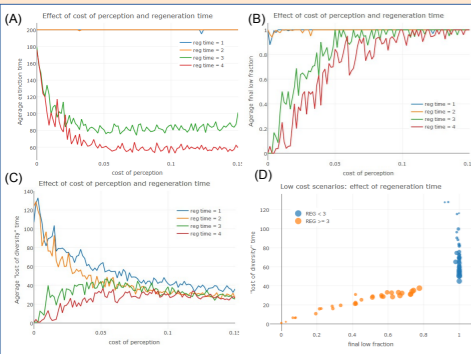 (A)
Effect of cost of perception and regeneration time
Agerage extinction time
200
180
160
140
120
100
80
60
reg time = 1
reg time = 2
reg time = 3
reg time = 4
0
0.05
0.1
0.15
cost of perception
(B)
Effect of cost of perception and regeneration time
Agerage final low fraction
1
0.8
0.6
0.4
0.2
0
reg time = 1
reg time = 2
reg time = 3
reg time = 4
0
0.05
0.1
cost of perception
(C)
Effect of cost of perception and regeneration time
Agerage "out of diversity" time
140
120
100
80
60
40
20
0
reg time = 1
reg time = 2
reg time = 3
reg time = 4
0
0.05
0.1
cost of perception
(D)
Low cost scenarios: effect of regeneration time
"out of diversity" time
120
100
80
60
40
20
0
REG < 3
REG >= 3
0
0.2
0.4
0.6
0.8
1
final low fraction